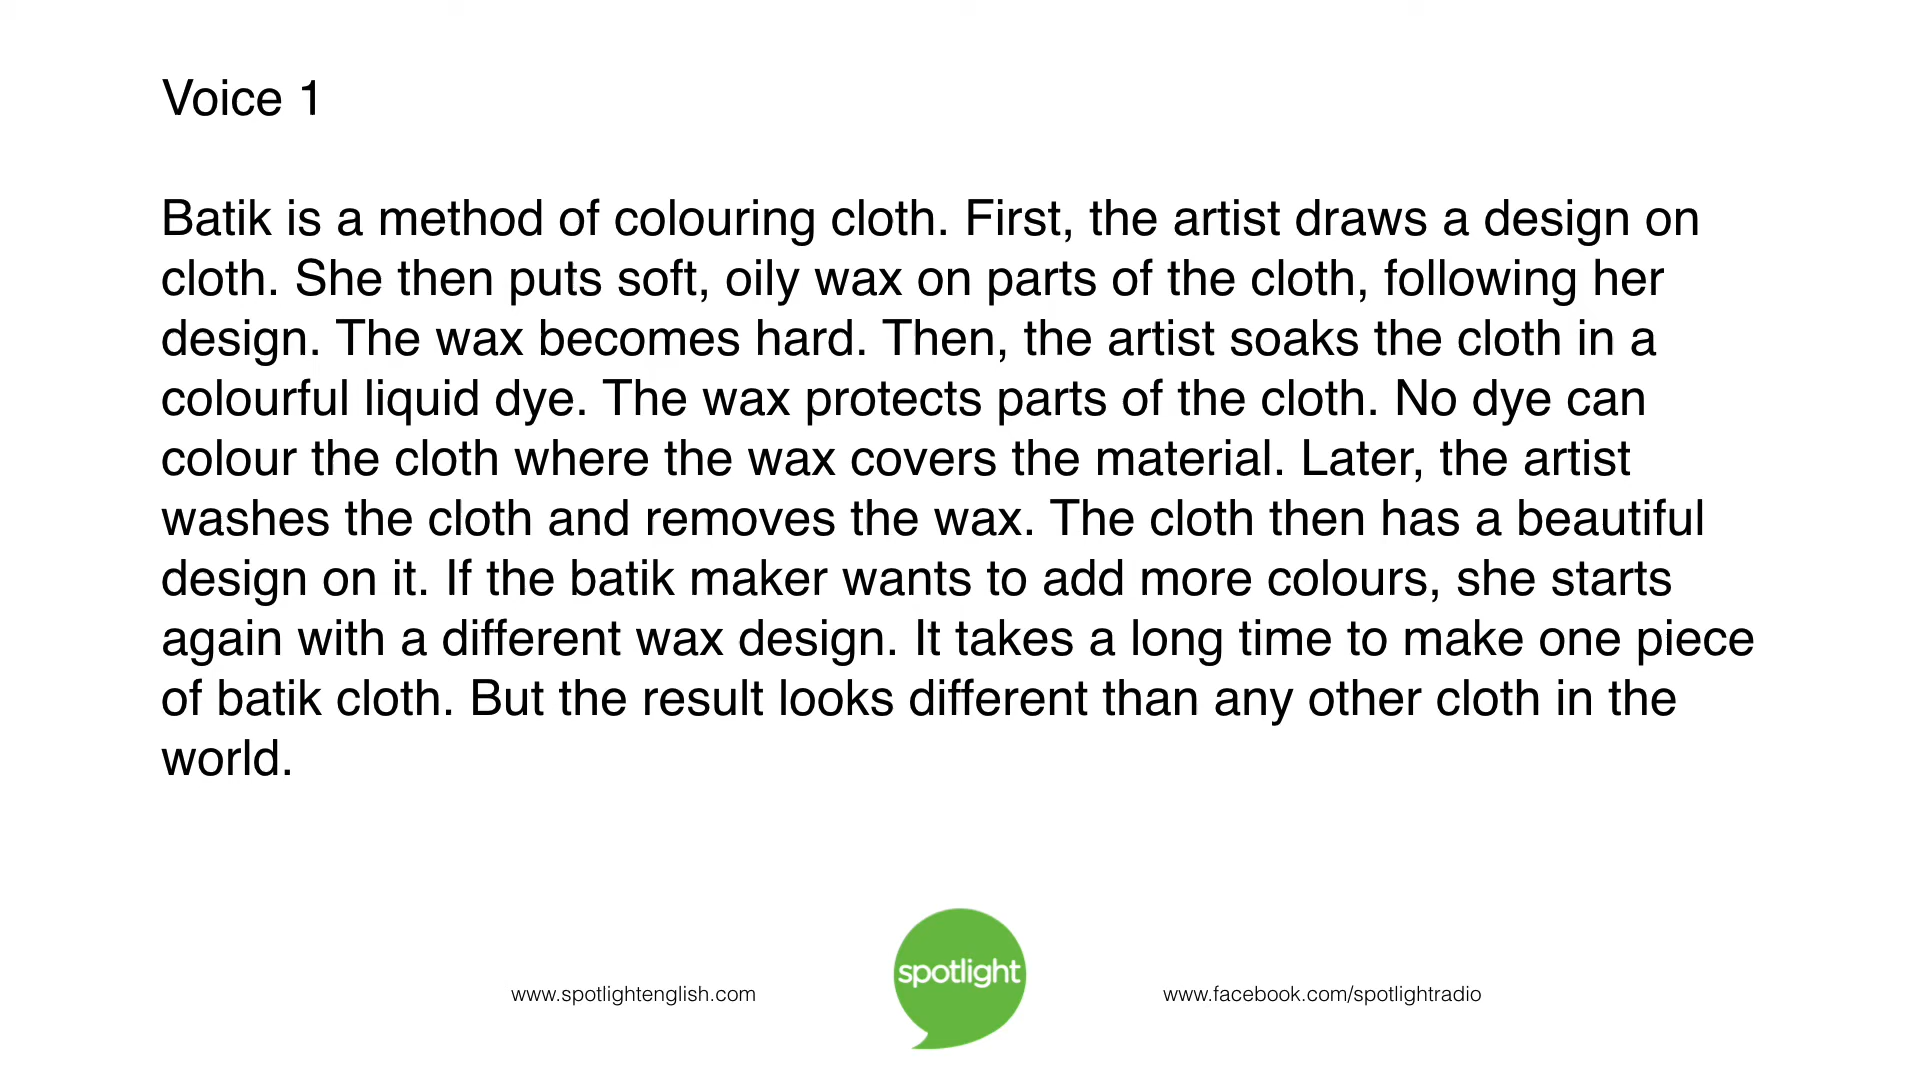 Voice 1
Batik is a method of colouring cloth. First, the artist draws a design on
cloth. She then puts soft, oily wax on parts of the cloth, following her
design. The wax becomes hard. Then, the artist soaks the cloth in a
colourful liquid dye. The wax protects parts of the cloth. No dye can
colour the cloth where the wax covers the material. Later, the artist
washes the cloth and removes the wax. The cloth then has a beautiful
design on it. If the batik maker wants to add more colours, she starts
again with a different wax design. It takes a long time to make one piece
of batik cloth. But the result looks different than any other cloth in the
world.
spotlight
www.spotlightenglish.com
www.facebook.com/spotlightradio